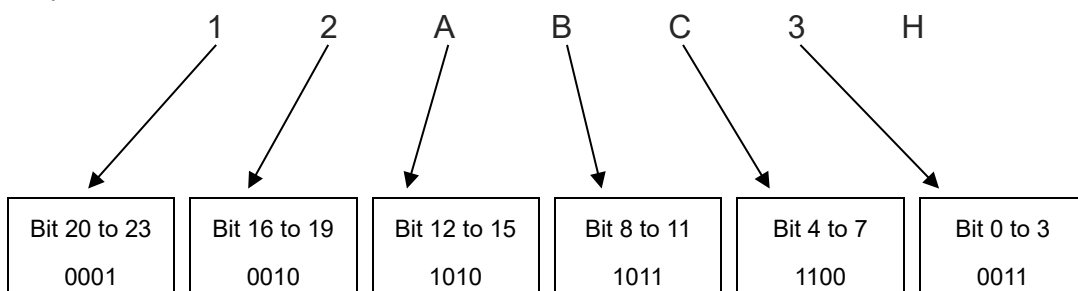 1 2 A B C 3 H
Bit 20 to 23 Bit 16 to 19 Bit 12 to 15 Bit 8 to 11 Bit 4 to 7 Bit 0 to 3
0001 0010 1010 1011 1100 0011